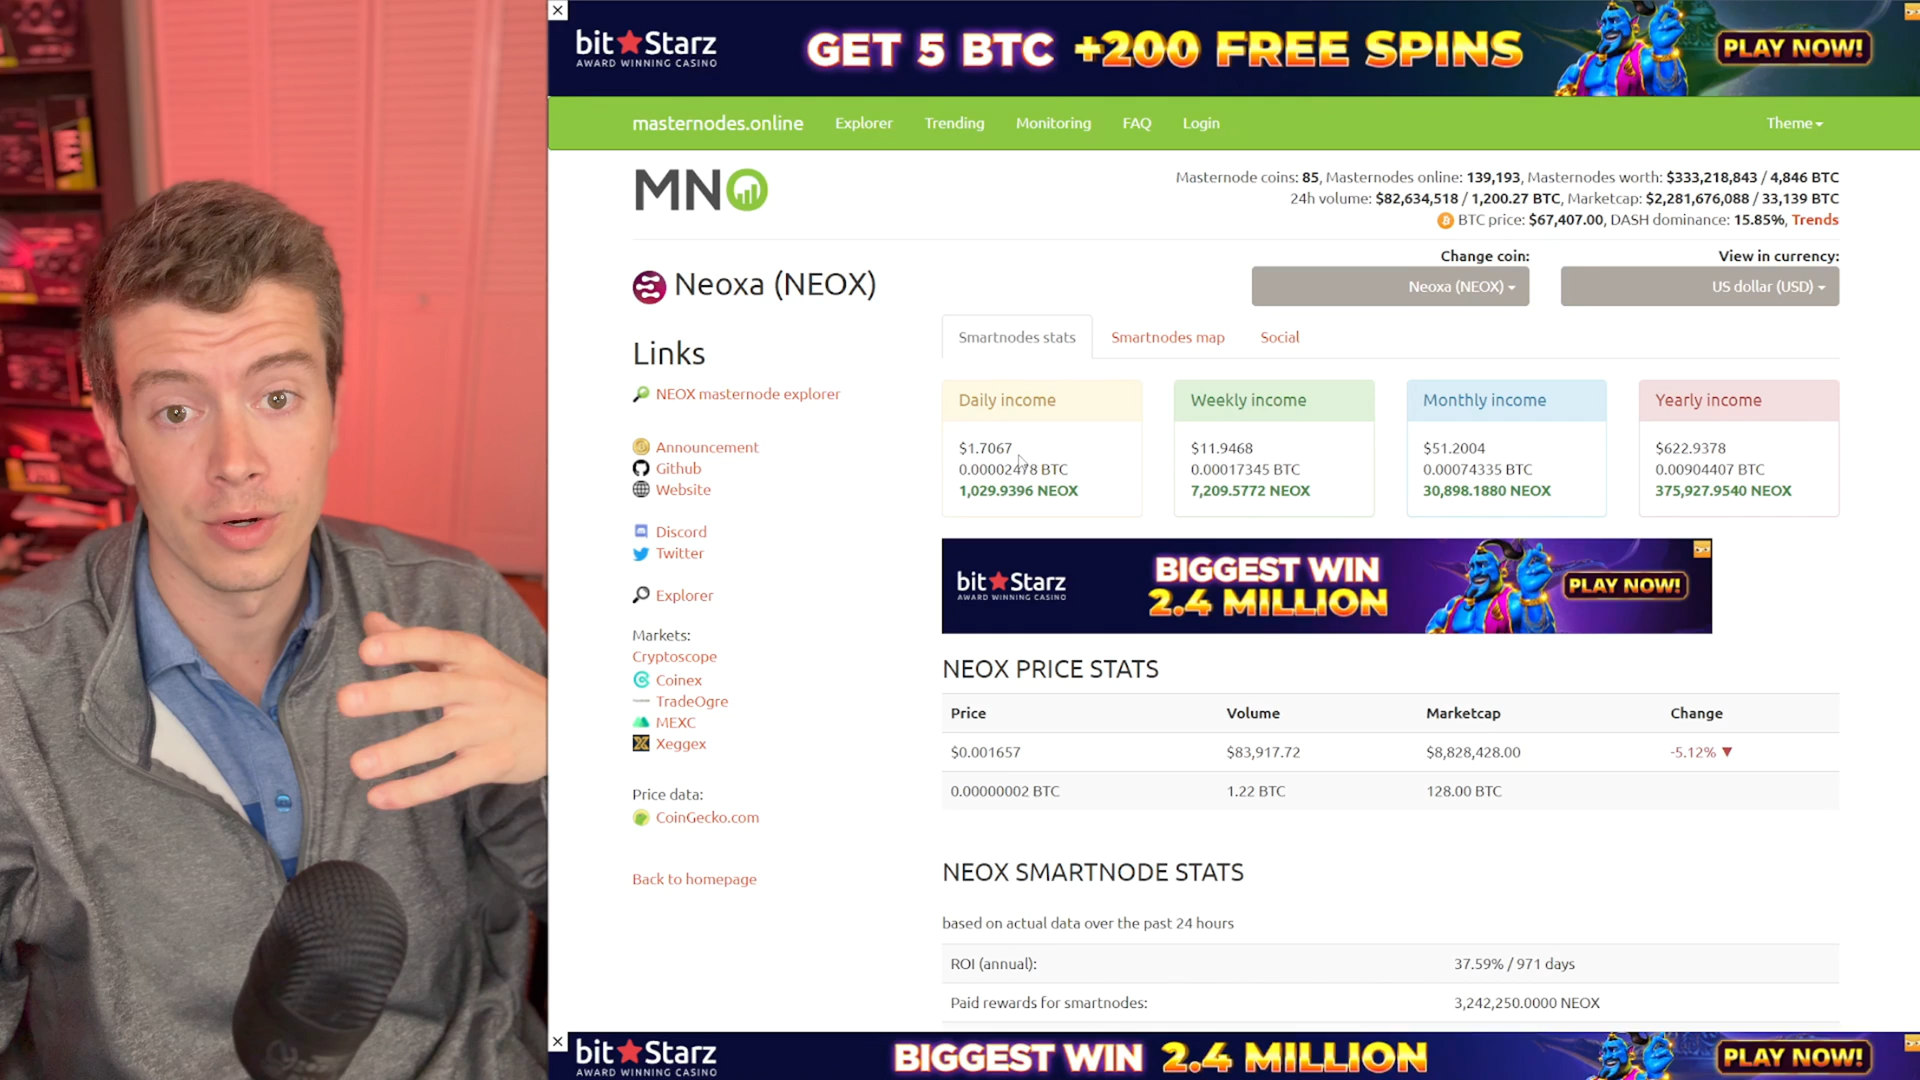 bit★Starz
AWARD WINNING CASINO
GET 5 BTC +200 FREE SPINS
PLAY NOW!
masternodes.online Explorer Trending Monitoring FAQ Login Theme
MNO
Masternode coins: 85, Masternodes online: 139,193, Masternodes worth: $333,218,843 / 4,846 BTC
24h volume: $82,634,518 / 1,200.27 BTC, Marketcap: $2,281,676,088 / 33,139 BTC
BTC price: $67,407.00, DASH dominance: 15.85%, Trends
Change coin: View in currency:
Neoxa (NEOX)
Neoxa (NEOX) US dollar (USD)
Smartnodes stats Smartnodes map Social
Links
NEOX masternode explorer
Announcement
Github
Website
Discord
Twitter
Explorer
Markets:
Cryptoscope
Coinex
TradeOgre
MEXC
Xeggex
Price data:
CoinGecko.com
Back to homepage
Daily income
$1.7067
0.00002478 BTC
1,029.9396 NEOX
Weekly income
$11.9468
0.00017345 BTC
7,209.5772 NEOX
Monthly income
$51.2004
0.00074335 BTC
30,898.1880 NEOX
Yearly income
$622.9378
0.00904407 BTC
375,927.9540 NEOX
bit★Starz
AWARD WINNING CASINO
BIGGEST WIN
2.4 MILLION
PLAY NOW!
NEOX PRICE STATS
Price Volume Marketcap Change
$0.001657 $83,917.72 $8,828,428.00 -5.12% ▼
0.00000002 BTC 1.22 BTC 128.00 BTC
NEOX SMARTNODE STATS
based on actual data over the past 24 hours
ROI (annual): 37.59% / 971 days
Paid rewards for smartnodes: 3,242,250.0000 NEOX
bit★Starz
AWARD WINNING CASINO
BIGGEST WIN 2.4 MILLION
PLAY NOW!